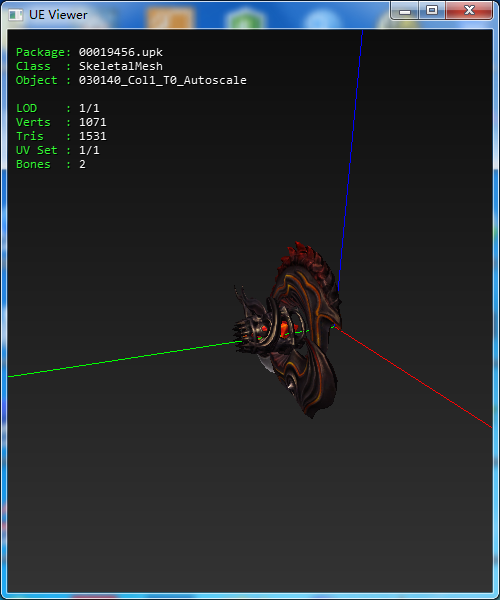 UE Viewer
Package: 00019456.upk
Class : SkeletalMesh
Object : 030140_Col1_T0_Autoscale
LOD : 1/1
Verts : 1071
Tris : 1531
UV Set : 1/1
Bones : 2